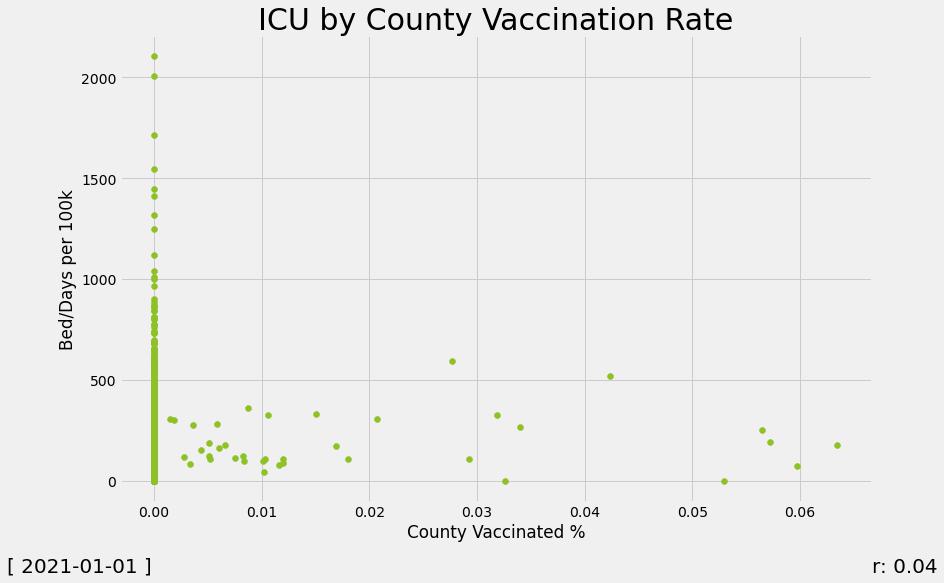 ICU by County Vaccination Rate
2000
1500
1000
500
0
Bed/Days per 100k
0.00 0.01 0.02 0.03 0.04 0.05 0.06
County Vaccinated %
[ 2021-01-01 ]
r: 0.04